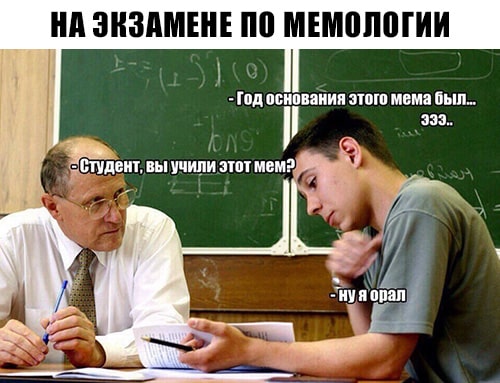 НА ЭКЗАМЕНЕ ПО МЕМОЛОГИИ
- Год основания этого мема был...
эээ..
- Студент, вы учили этот мем?
- ну я орал